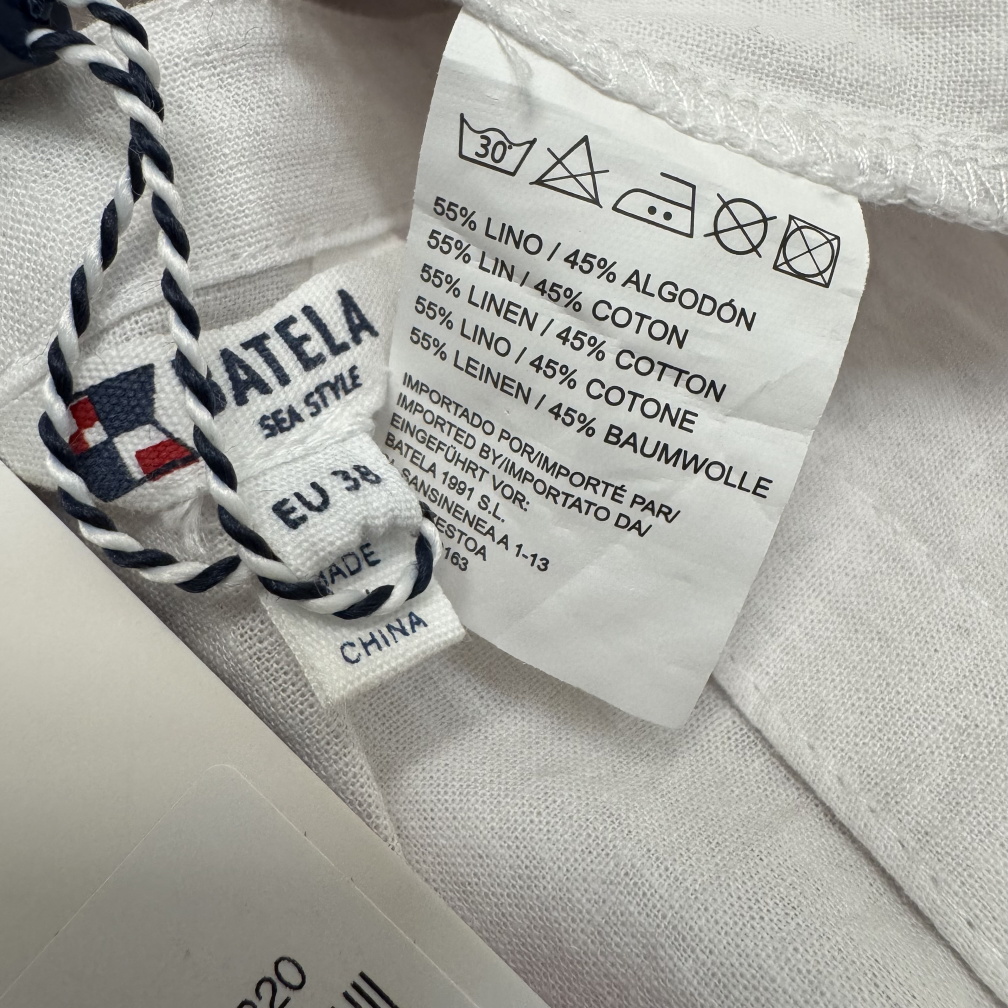 30
55% LINO / 45% ALGODÓN
55% LIN / 45% COTON
55% LINEN / 45% COTTON
55% LINO / 45% COTONE
55% LEINEN / 45% BAUMWOLLE
IMPORTADO POR/IMPORTÉ PAR/
IMPORTED BY/IMPORTATO DA/
EINGEFÜHRT VOR:
BATELA 1991 S.L.
SANSINENEA A 1-13
BATELA
SEA STYLE
EU 38
MADE
CHINA